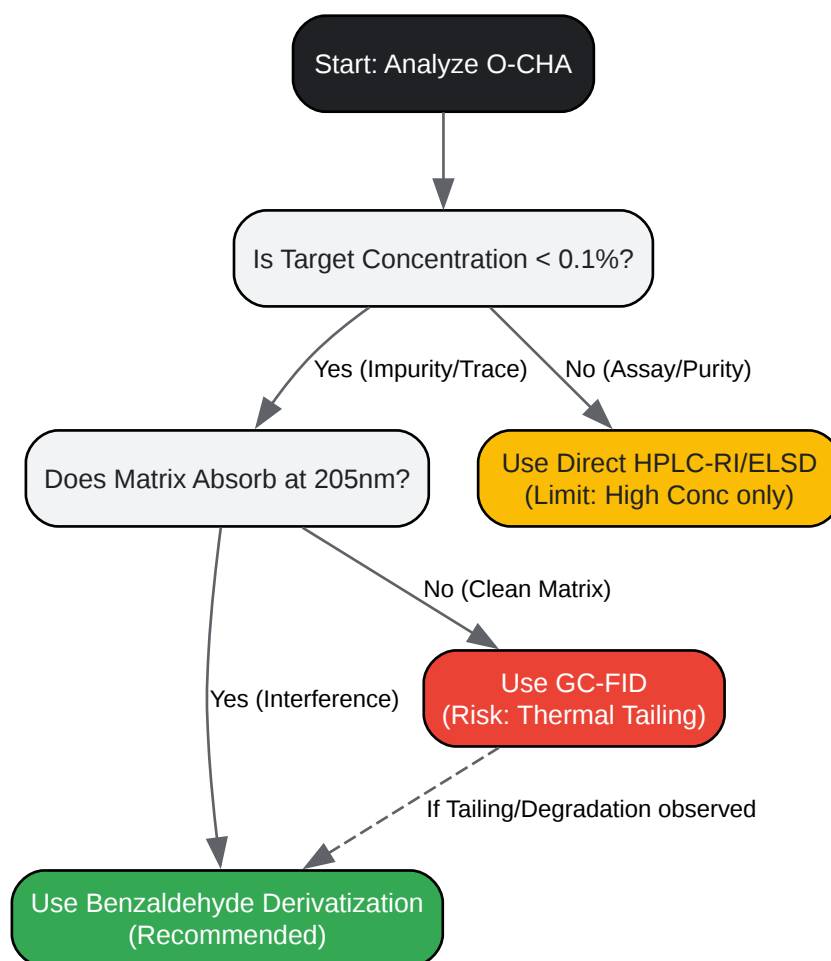 Start: Analyze O-CHA
Is Target Concentration < 0.1%?
Yes (Impurity/Trace)
No (Assay/Purity)
Does Matrix Absorb at 205nm?
Use Direct HPLC-RI/ELSD
(Limit: High Conc only)
No (Clean Matrix)
Yes (Interference)
Use GC-FID
(Risk: Thermal Tailing)
If Tailing/Degradation observed
Use Benzaldehyde Derivatization
(Recommended)